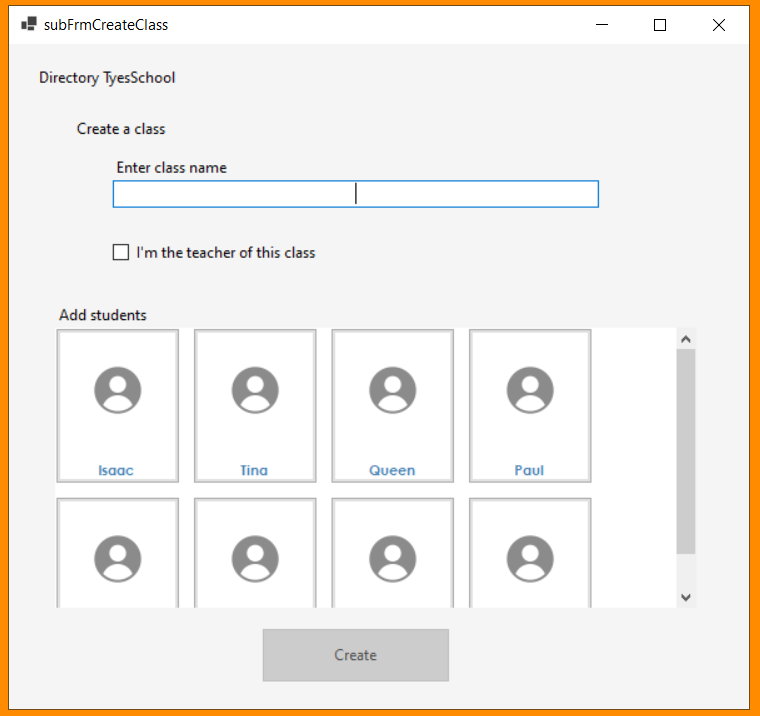 subFrmCreateClass
Directory TyesSchool
Create a class
Enter class name
I'm the teacher of this class
Add students
Isaac Tina Queen Paul
Create